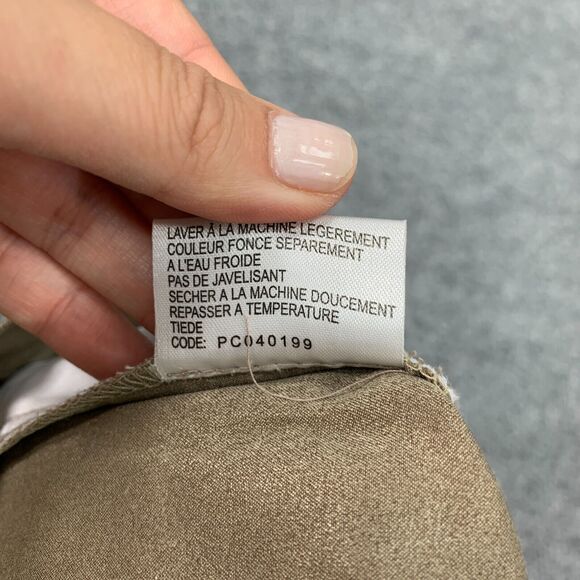 LAVER À LA MACHINE LEGEREMENT
COULEUR FONCE SEPAREMENT
A L'EAU FROIDE
PAS DE JAVELISANT
SECHER A LA MACHINE DOUCEMENT
REPASSER A TEMPERATURE
TIEDE
CODE: PC040199